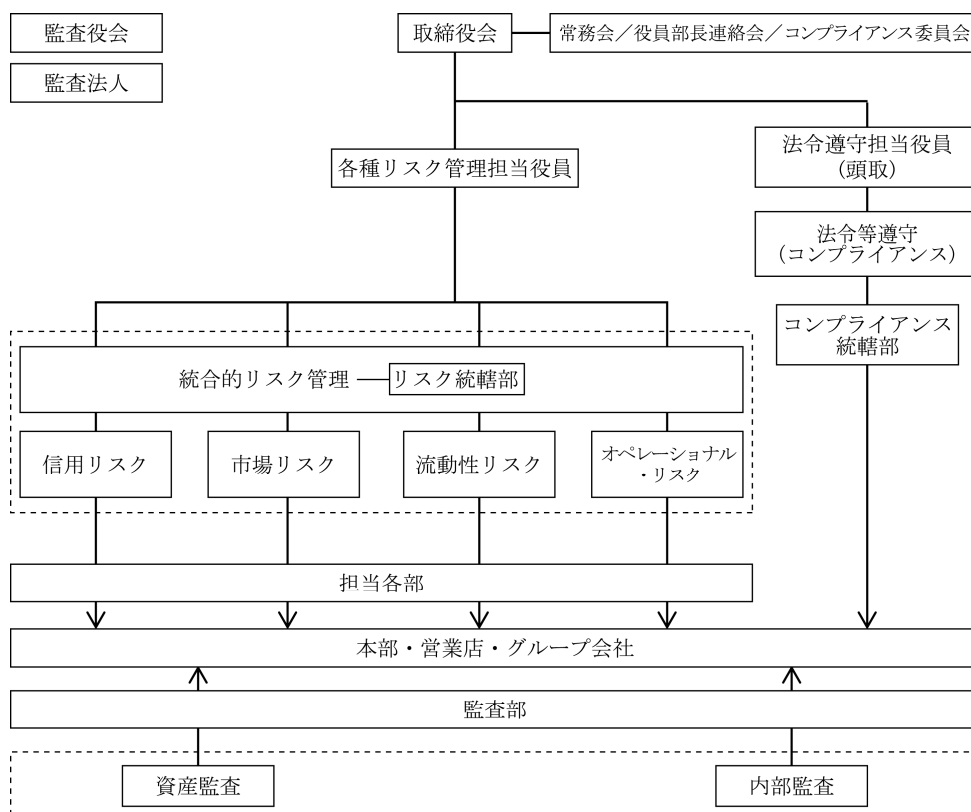 監査役会
取締役会
常務会／役員部長連絡会／コンプライアンス委員会
監査法人
各種リスク管理担当役員
法令遵守担当役員
(頭取)
法令等遵守
(コンプライアンス)
コンプライアンス
統轄部
統合的リスク管理
リスク統轄部
信用リスク
市場リスク
流動性リスク
オペレーショナル
・リスク
担当各部
本部・営業店・グループ会社
監査部
資産監査
内部監査